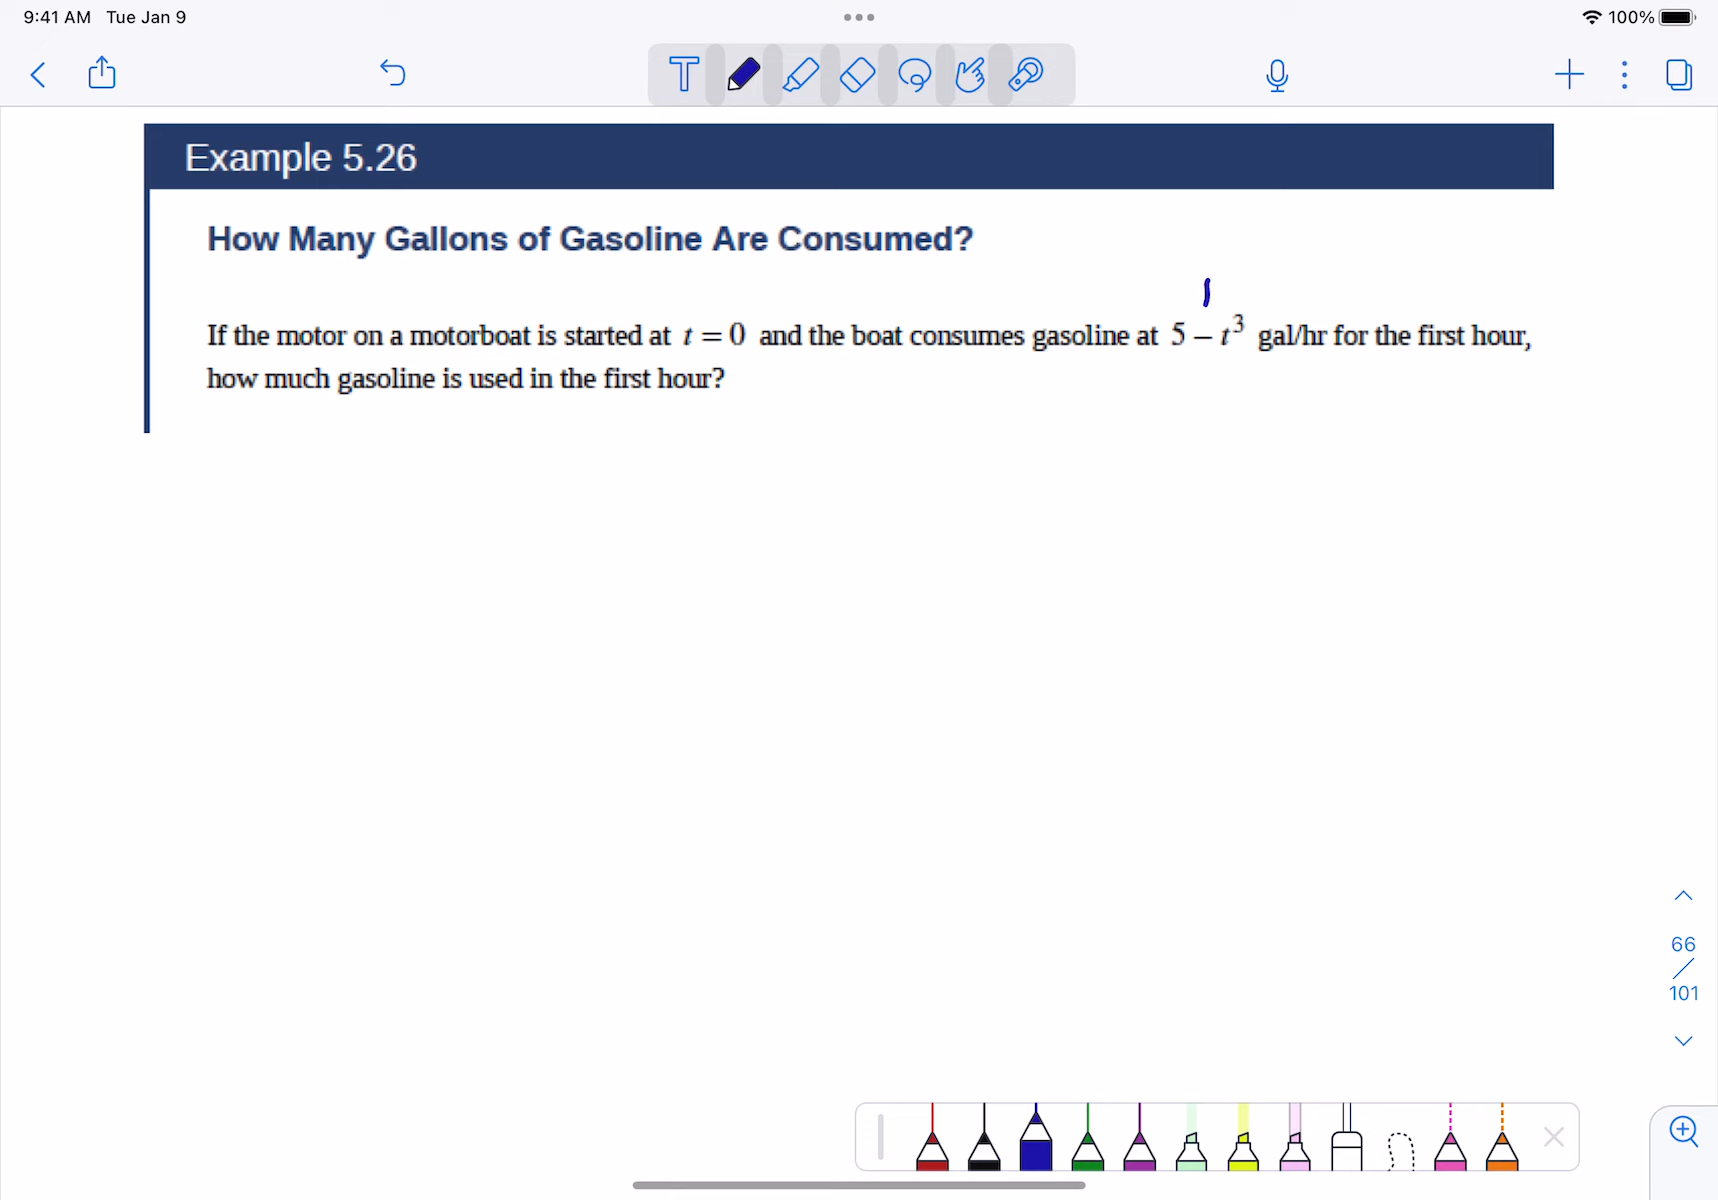 9:41 AM Tue Jan 9
100%
Example 5.26
How Many Gallons of Gasoline Are Consumed?
If the motor on a motorboat is started at t = 0 and the boat consumes gasoline at 5 – t³ gal/hr for the first hour,
how much gasoline is used in the first hour?
66
101